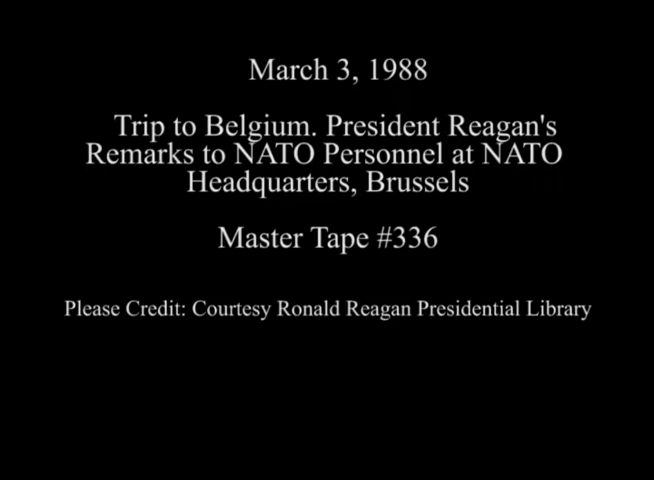 March 3, 1988
Trip to Belgium. President Reagan's
Remarks to NATO Personnel at NATO
Headquarters, Brussels
Master Tape #336
Please Credit: Courtesy Ronald Reagan Presidential Library